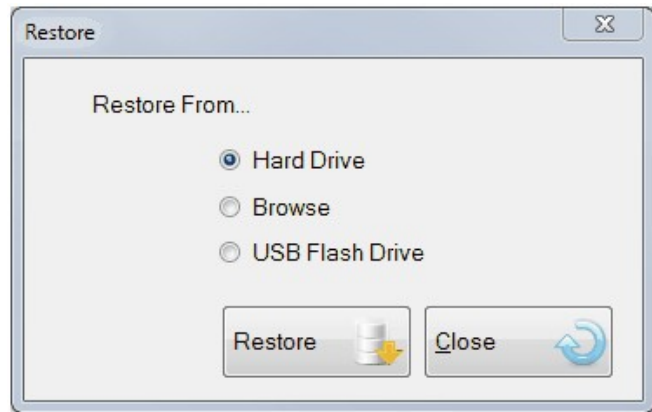 Restore
Restore From...
Hard Drive
Browse
USB Flash Drive
Restore
Close